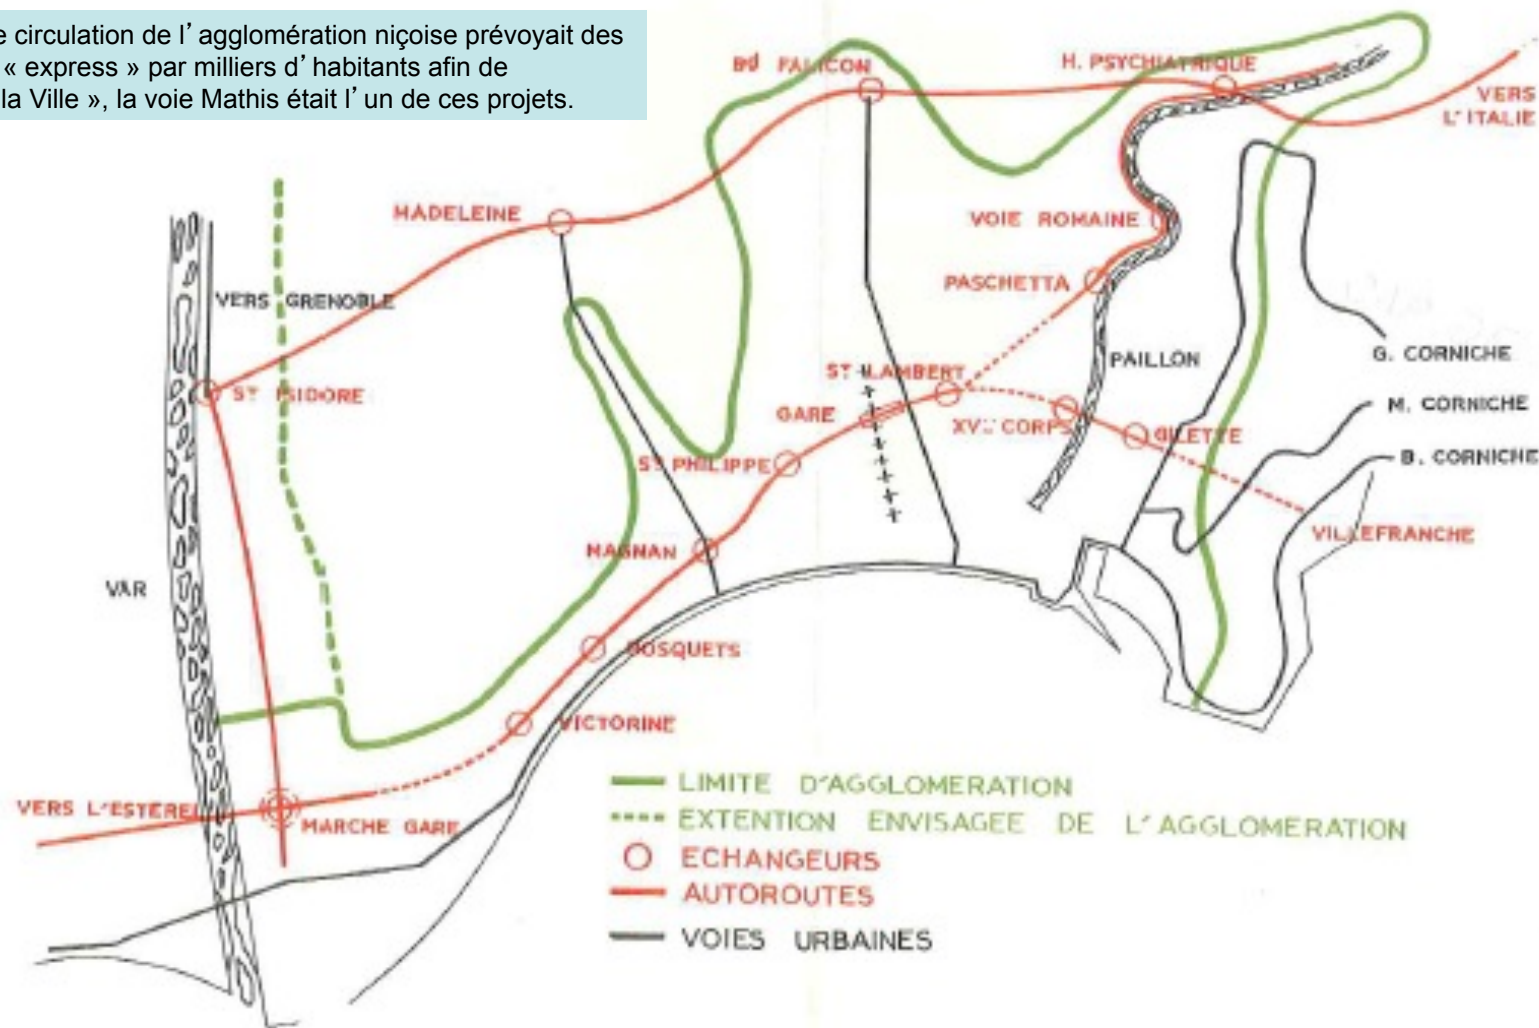 e circulation de l’agglomération niçoise prévoyait des
« express » par milliers d’habitants afin de
la Ville », la voie Mathis était l’un de ces projets.
Bd FALICON
H. PSYCHIATRIQUE
VERS
L'ITALIE
MADELEINE
VOIE ROMAINE
VERS GRENOBLE
PASCHETTA
PAILLON
G. CORNICHE
ST LAMBERT
ST ISIDORE
GARE
M. CORNICHE
CORPS
GILETTE
B. CORNICHE
ST PHILIPPE
VILLEFRANCHE
MAGNAN
VAR
BOSQUETS
VICTORINE
LIMITE D'AGGLOMERATION
VERS L'ESTEREL
MARCHE GARE
EXTENTION ENVISAGEE DE L'AGGLOMERATION
ECHANGEURS
AUTOROUTES
VOIES URBAINES